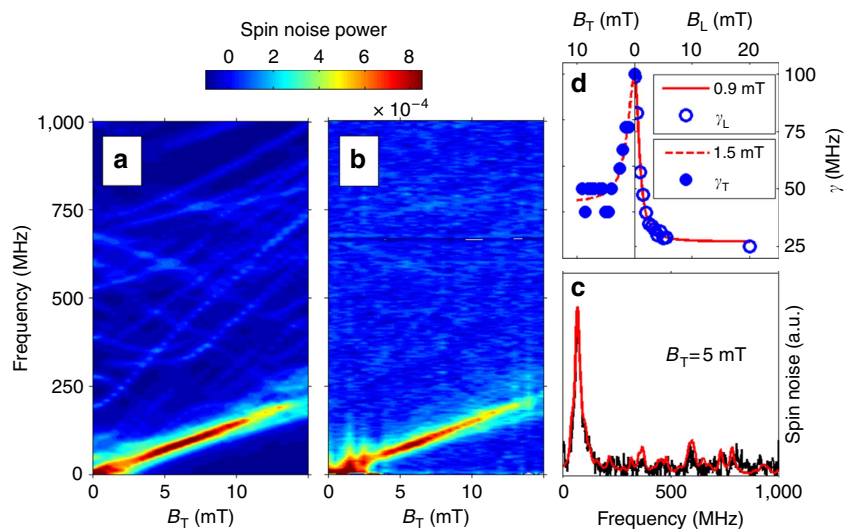 Spin noise power
0 2 4 6 8
× 10⁻⁴
1,000
750
500
250
0
Frequency (MHz)
a
0 5 10
B_T (mT)
b
0 5 10
B_T (mT)
B_T (mT) B_L (mT)
10 0 10 20
d
0.9 mT
γ_L
1.5 mT
γ_T
100
75
50
25
γ (MHz)
c
B_T = 5 mT
Spin noise (a.u.)
0 500 1,000
Frequency (MHz)